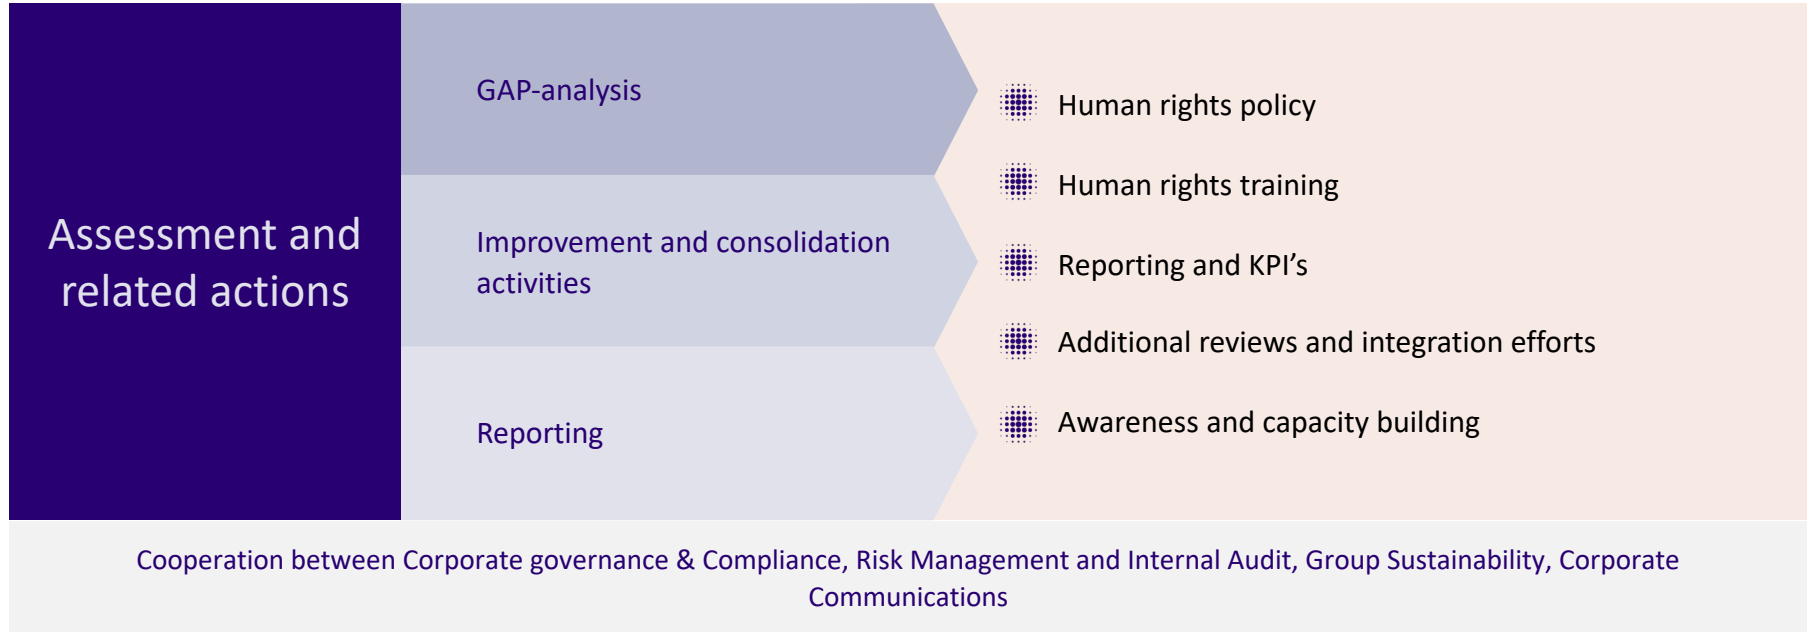 Assessment and
related actions
GAP-analysis
Improvement and consolidation
activities
Reporting
Human rights policy
Human rights training
Reporting and KPI’s
Additional reviews and integration efforts
Awareness and capacity building
Cooperation between Corporate governance & Compliance, Risk Management and Internal Audit, Group Sustainability, Corporate
Communications